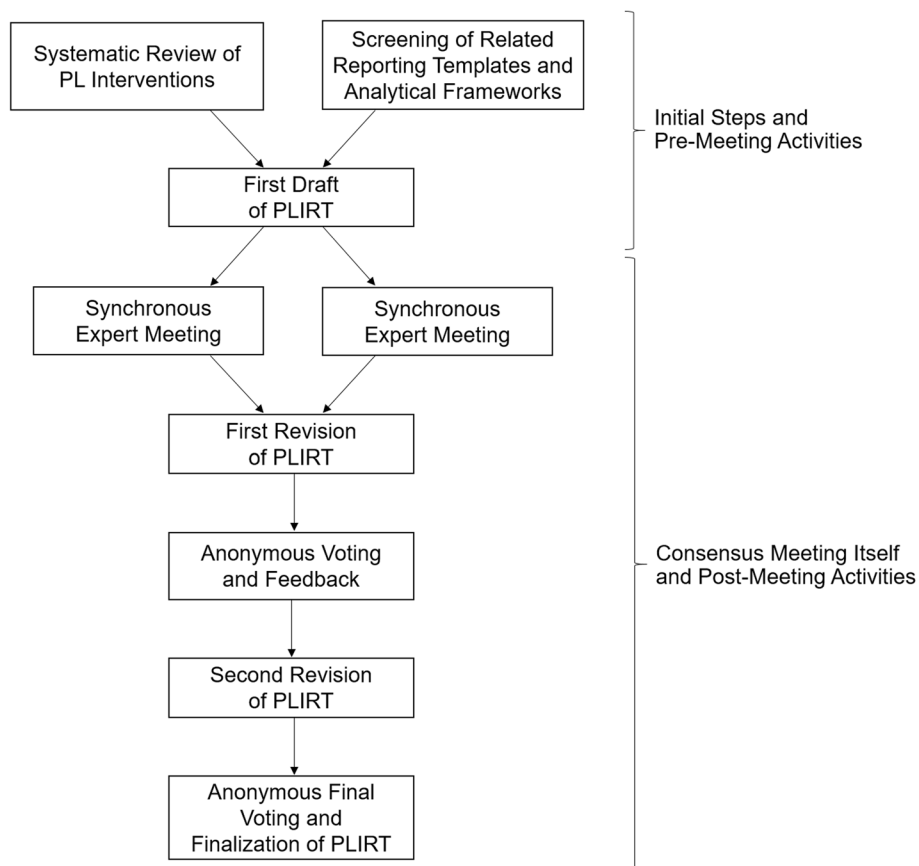 Systematic Review of
PL Interventions
Screening of Related
Reporting Templates and
Analytical Frameworks
Initial Steps and
Pre-Meeting Activities
First Draft
of PLIRT
Synchronous
Expert Meeting
Synchronous
Expert Meeting
First Revision
of PLIRT
Anonymous Voting
and Feedback
Consensus Meeting Itself
and Post-Meeting Activities
Second Revision
of PLIRT
Anonymous Final
Voting and
Finalization of PLIRT